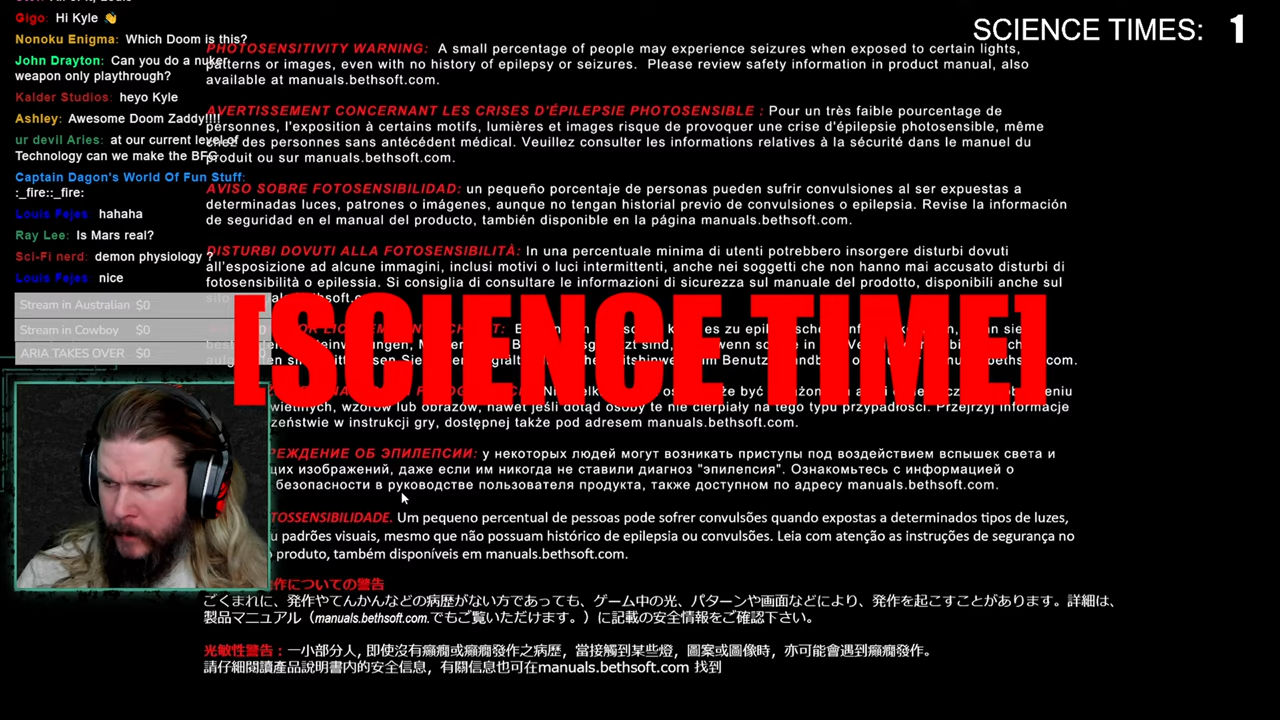 Gigo: Hi Kyle 👋
Nonoku Enigma: Which Doom is this?
John Drayton: Can you do a nuker
weapon only playthrough?
Kalder Studios: heyo Kyle
Ashley: Awesome Doom Zaddy!!!!
ur devil Aries: at our current level of
Technology can we make the BFG
Captain Dagon's World Of Fun Stuff:
:_fire::_fire:
Louis Fejes: hahaha
Ray Lee: Is Mars real?
Sci-Fi nerd: demon physiology ?
Louis Fejes: nice
Stream in Australian $0
Stream in Cowboy $0
ARIA TAKES OVER $0
SCIENCE TIMES: 1
PHOTOSENSITIVITY WARNING: A small percentage of people may experience seizures when exposed to certain lights,
patterns or images, even with no history of epilepsy or seizures. Please review safety information in product manual, also
available at manuals.bethsoft.com.
AVERTISSEMENT CONCERNANT LES CRISES D'ÉPILEPSIE PHOTOSENSIBLE : Pour un très faible pourcentage de
personnes, l'exposition à certains motifs, lumières et images risque de provoquer une crise d'épilepsie photosensible, même
chez des personnes sans antécédent médical. Veuillez consulter les informations relatives à la sécurité dans le manuel du
produit ou sur manuals.bethsoft.com.
AVISO SOBRE FOTOSENSIBILIDAD: un pequeño porcentaje de personas pueden sufrir convulsiones al ser expuestas a
determinadas luces, patrones o imágenes, aunque no tengan historial previo de convulsiones o epilepsia. Revise la información
de seguridad en el manual del producto, también disponible en la página manuals.bethsoft.com.
DISTURBI DOVUTI ALLA FOTOSENSIBILITÀ: In una percentuale minima di utenti potrebbero insorgere disturbi dovuti
all'esposizione ad alcune immagini, inclusi motivi o luci intermittenti, anche nei soggetti che non hanno mai accusato disturbi di
fotosensibilità o epilessia. Si consiglia di consultare le informazioni di sicurezza sul manuale del prodotto, disponibili anche sul
[SCIENCE TIME]
wzorów lub obrazów, nawet jeśli dotąd osoby te nie cierpiały na tego typu przypadłości. Przejrzyj informacje
w instrukcji gry, dostępnej także pod adresem manuals.bethsoft.com.
ОБ ЭПИЛЕПСИИ: у некоторых людей могут возникать приступы под воздействием вспышек света и
изображений, даже если им никогда не ставили диагноз "эпилепсия". Ознакомьтесь с информацией о
безопасности в руководстве пользователя продукта, также доступном по адресу manuals.bethsoft.com.
Um pequeno percentual de pessoas pode sofrer convulsões quando expostas a determinados tipos de luzes,
padrões visuais, mesmo que não possuam histórico de epilepsia ou convulsões. Leia com atenção as instruções de segurança no
produto, também disponíveis em manuals.bethsoft.com.
作についての警告
ごくまれに、発作やてんかんなどの病歴がない方であっても、ゲーム中の光、パターンや画面などにより、発作を起こすことがあります。詳細は、
製品マニュアル（manuals.bethsoft.com.でもご覧いただけます。）に記載の安全情報をご確認下さい。
光敏性警告：一小部分人, 即使沒有癲癇或癲癇發作之病歷，當接觸到某些燈，圖案或圖像時，亦可能會遇到癲癇發作。
請仔細閱讀產品說明書内的安全信息，有關信息也可在manuals.bethsoft.com 找到